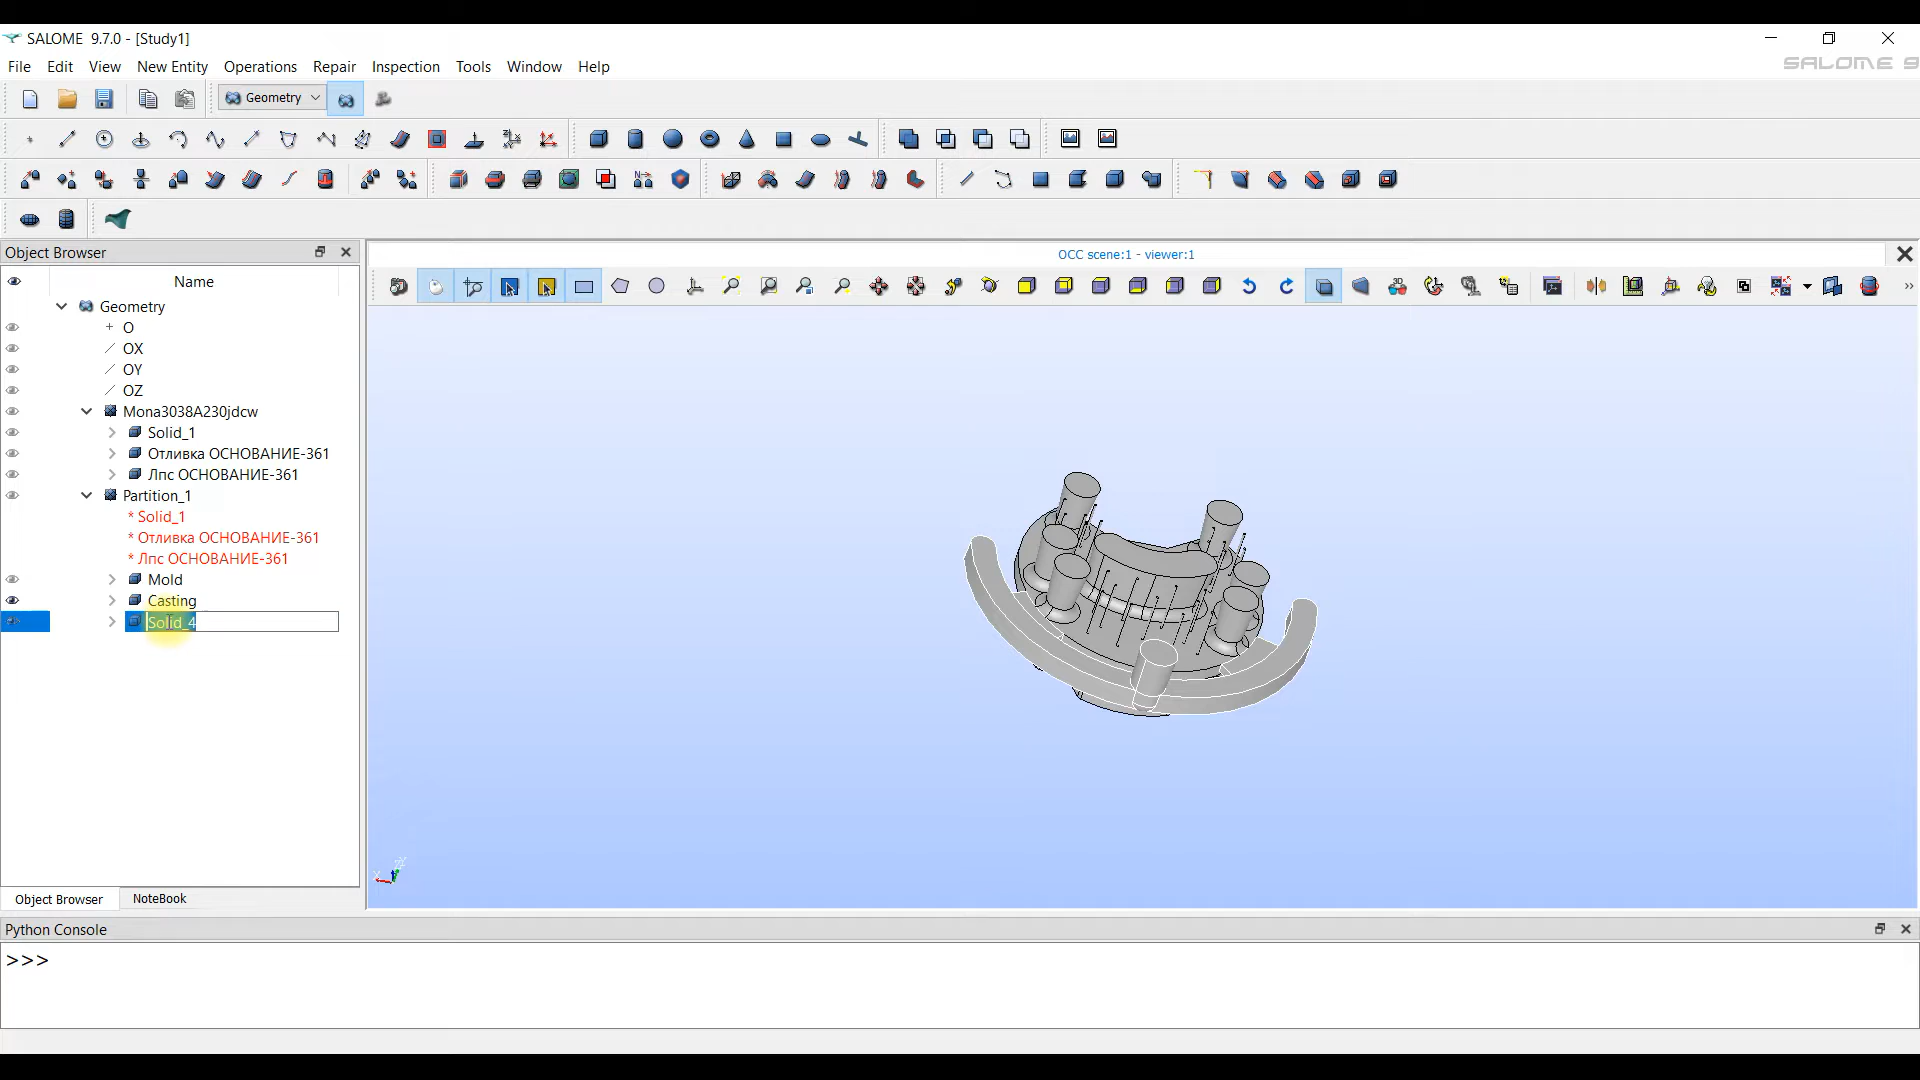 SALOME 9.7.0 - [Study1]
File Edit View New Entity Operations Repair Inspection Tools Window Help
SALOME 9
Geometry
Object Browser
OCC scene:1 - viewer:1
Name
Geometry
O
OX
OY
OZ
Mona3038A230jdcw
Solid_1
Отливка ОСНОВАНИЕ-361
Лпс ОСНОВАНИЕ-361
Partition_1
* Solid_1
* Отливка ОСНОВАНИЕ-361
* Лпс ОСНОВАНИЕ-361
Mold
Casting
Solid_4
Object Browser NoteBook
Python Console
>>>